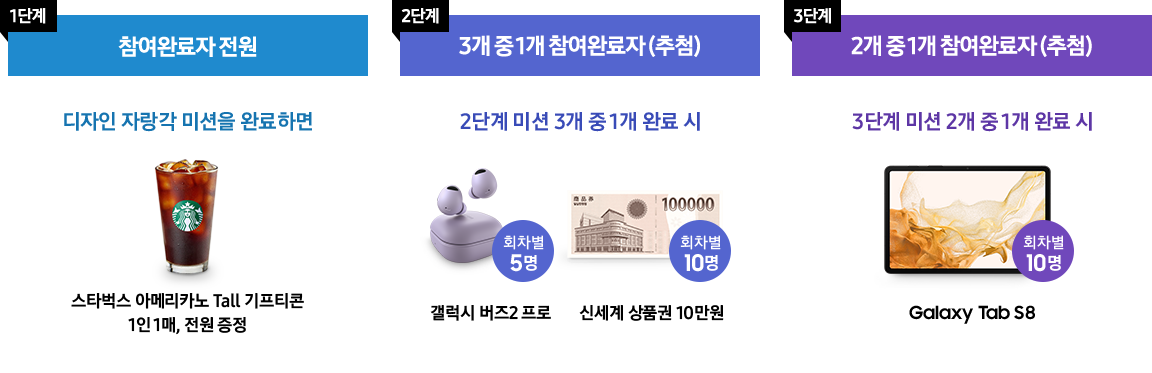 1단계
참여완료자 전원
디자인 자랑각 미션을 완료하면
스타벅스 아메리카노 Tall 기프티콘
1인 1매, 전원 증정
2단계
3개 중 1개 참여완료자 (추첨)
2단계 미션 3개 중 1개 완료 시
회차별
5명
갤럭시 버즈2 프로
商品券
100000
회차별
10명
신세계 상품권 10만원
3단계
2개 중 1개 참여완료자 (추첨)
3단계 미션 2개 중 1개 완료 시
회차별
10명
Galaxy Tab S8